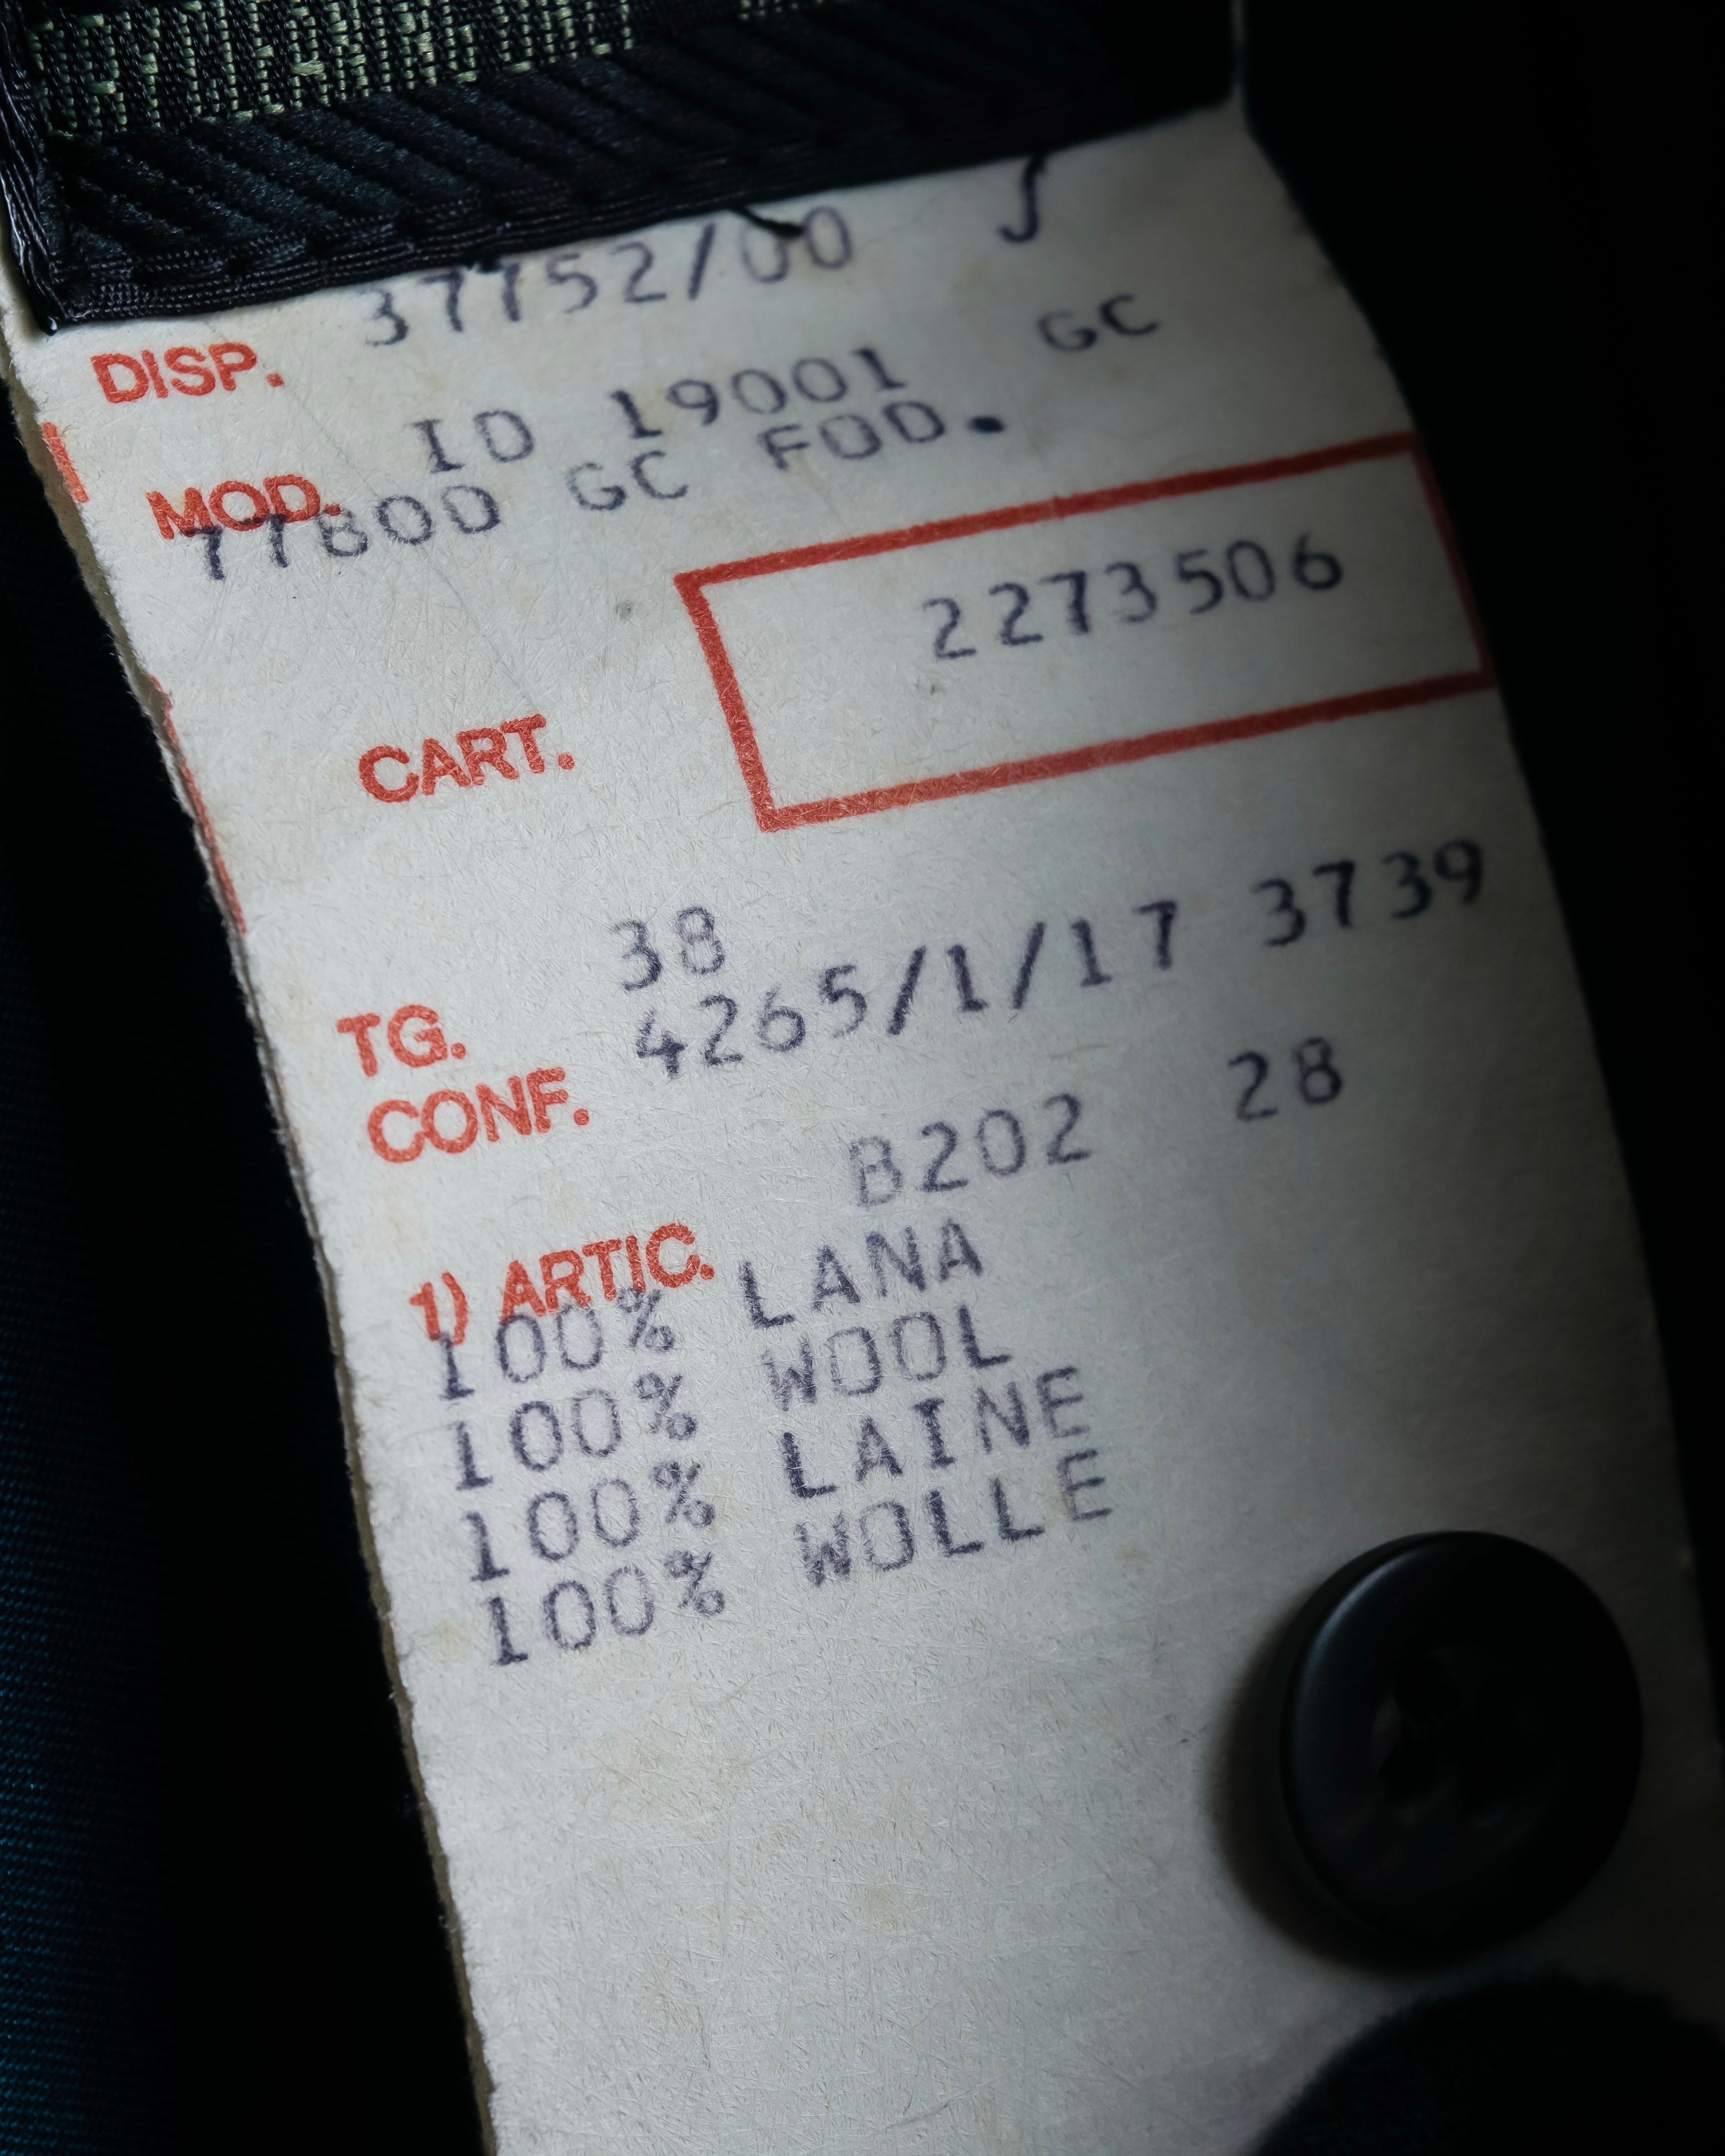 37752/00 J
DISP.
ID 19001 GC
MOD.
77800 GC FOD.
2273506
CART.
38
TG.
4265/1/17 3739
CONF.
B202 28
1) ARTIC.
100% LANA
100% WOOL
100% LAINE
100% WOLLE